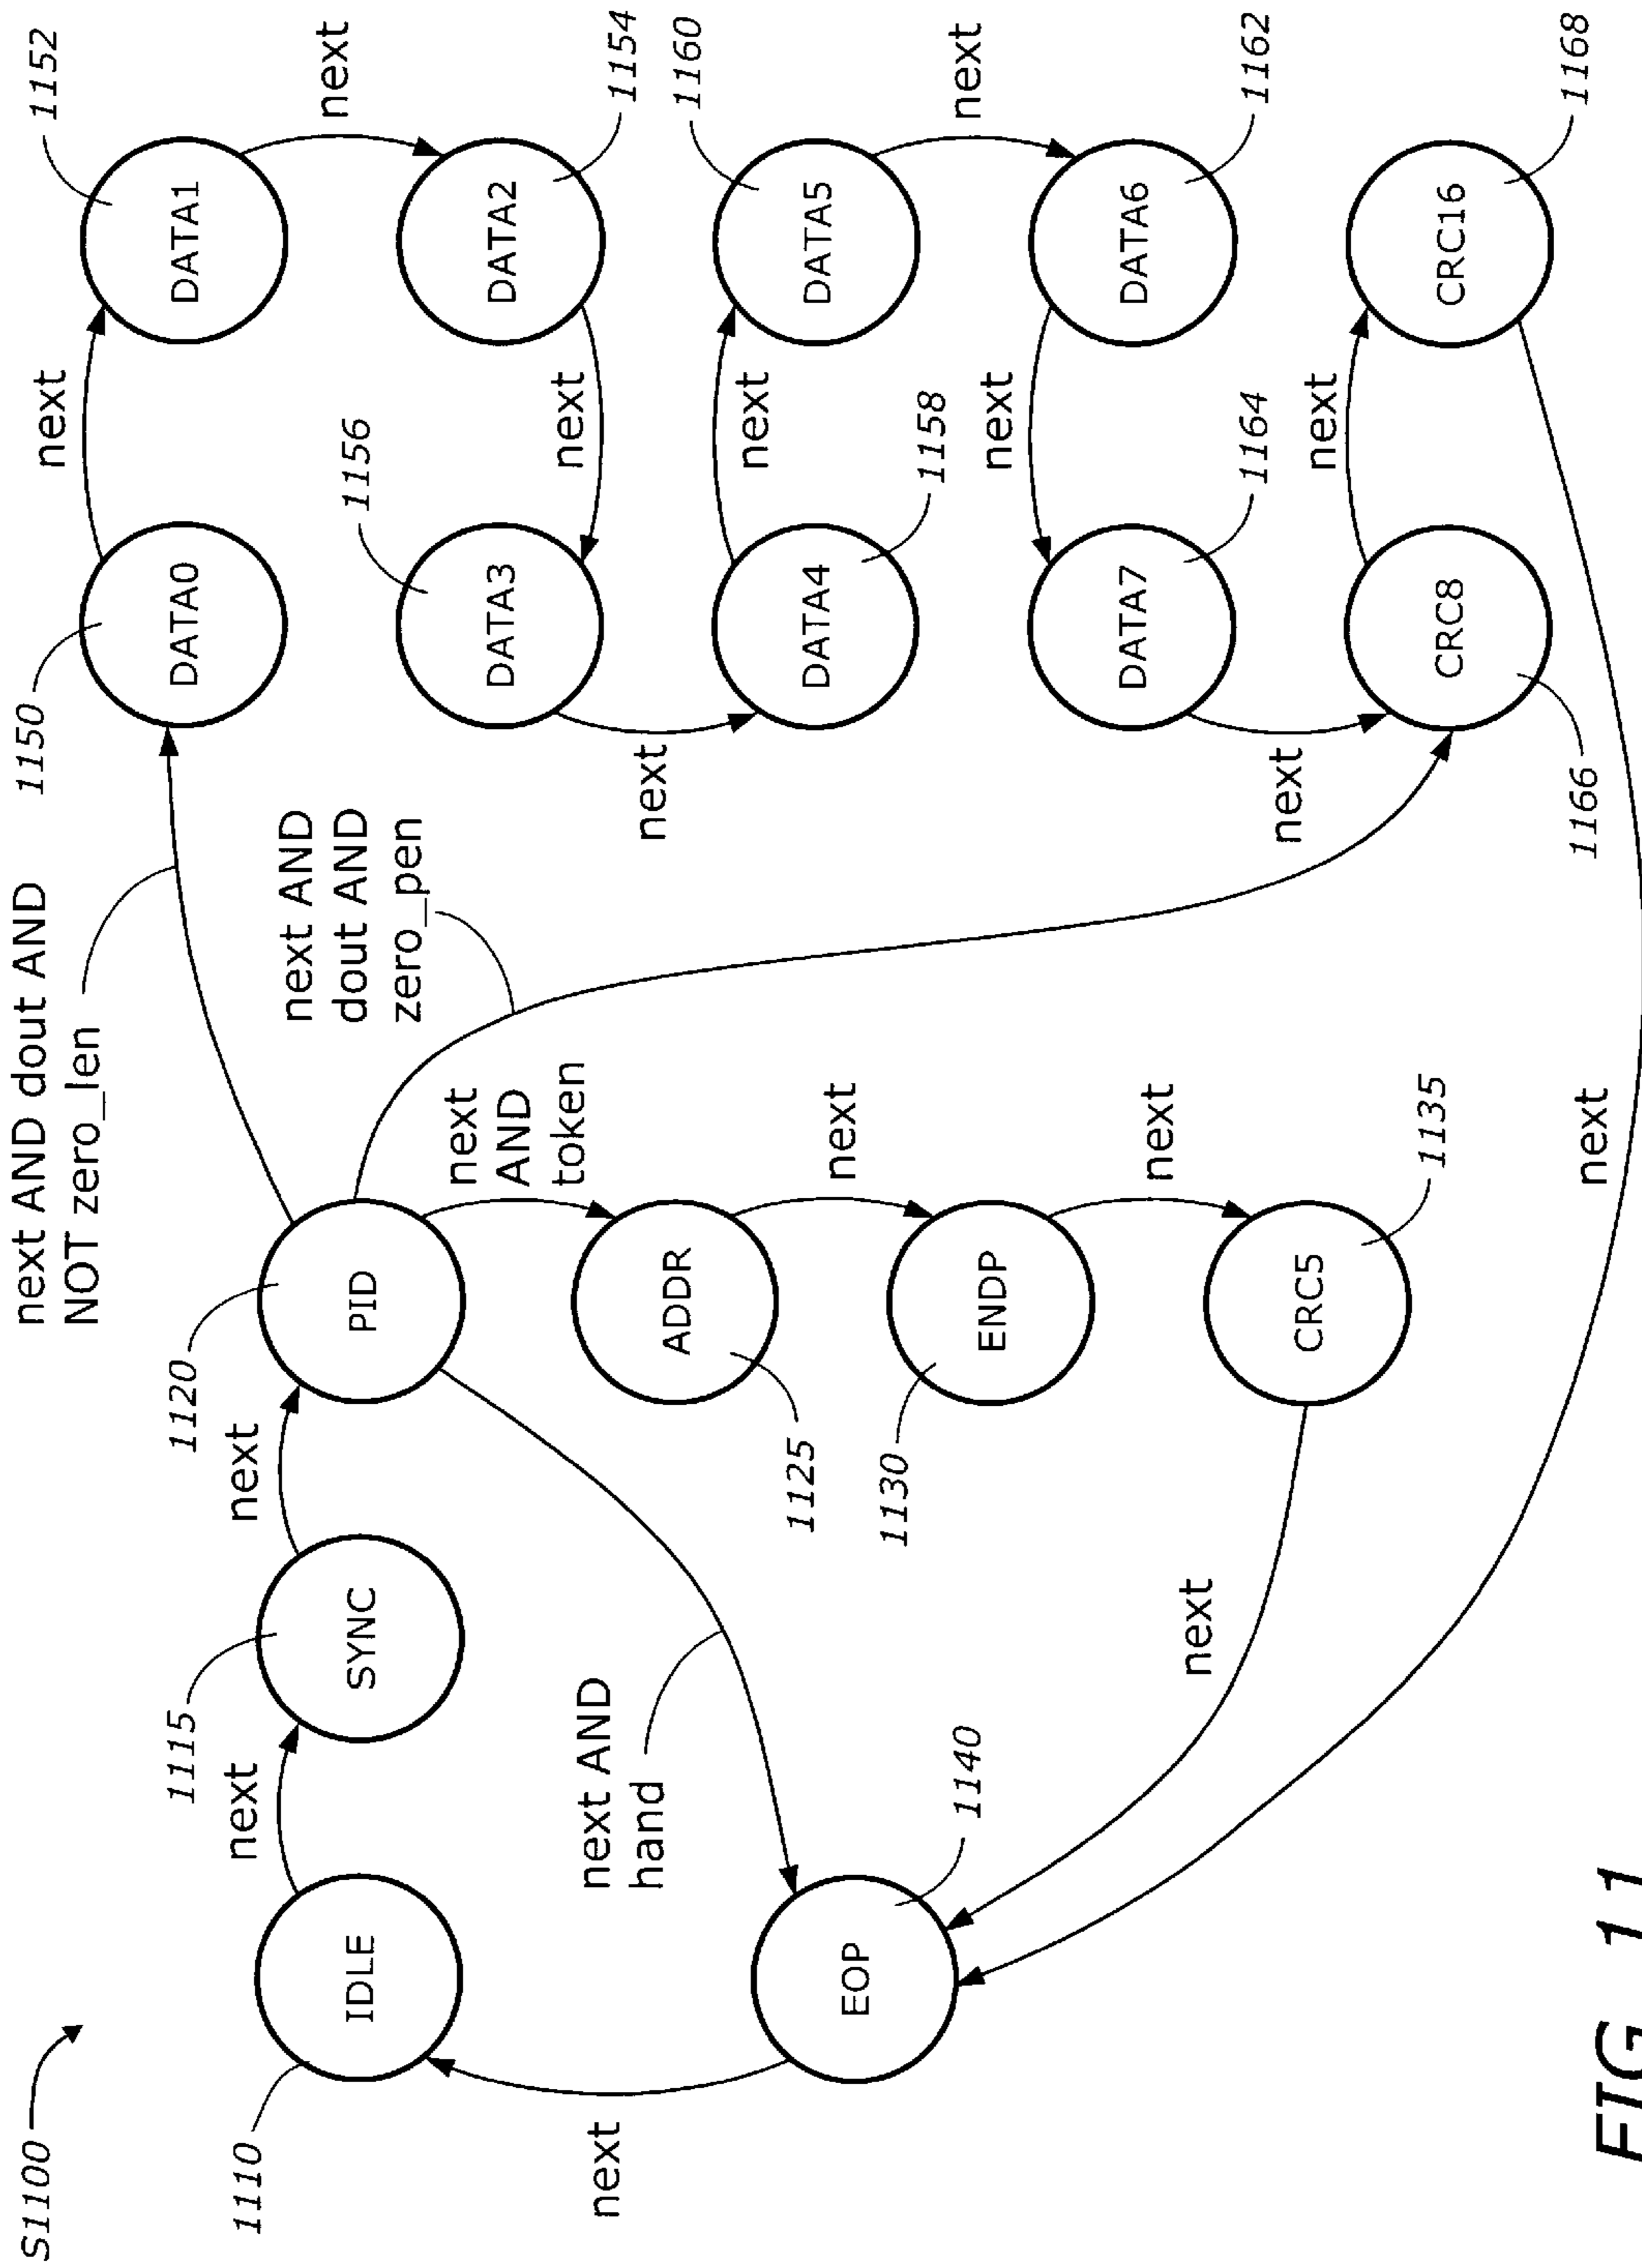 S1100
1110
IDLE
next
1115
SYNC
next
1120
PID
next AND dout AND
NOT zero_len
1150
DATA0
next
1152
DATA1
next
next AND
dout AND
zero_pen
next
AND
token
1156
DATA3
next
DATA2
1154
next
next AND
hand
next
EOP
1140
ADDR
1125
next
next
DATA4
1158
next
DATA5
1160
next
1130
ENDP
next
DATA7
1164
next
DATA6
1162
next
CRC5
1135
next
CRC8
1166
next
CRC16
1168
next
FIG. 11